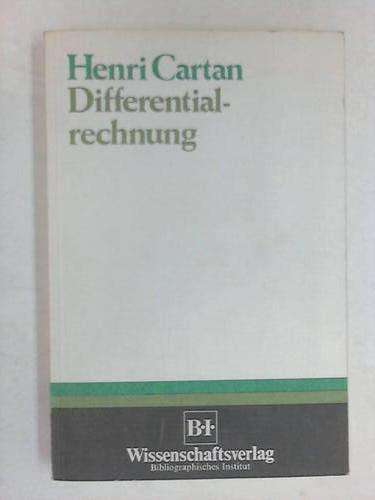 Henri Cartan
Differential-
rechnung
B·I·
Wissenschaftsverlag
Bibliographisches Institut